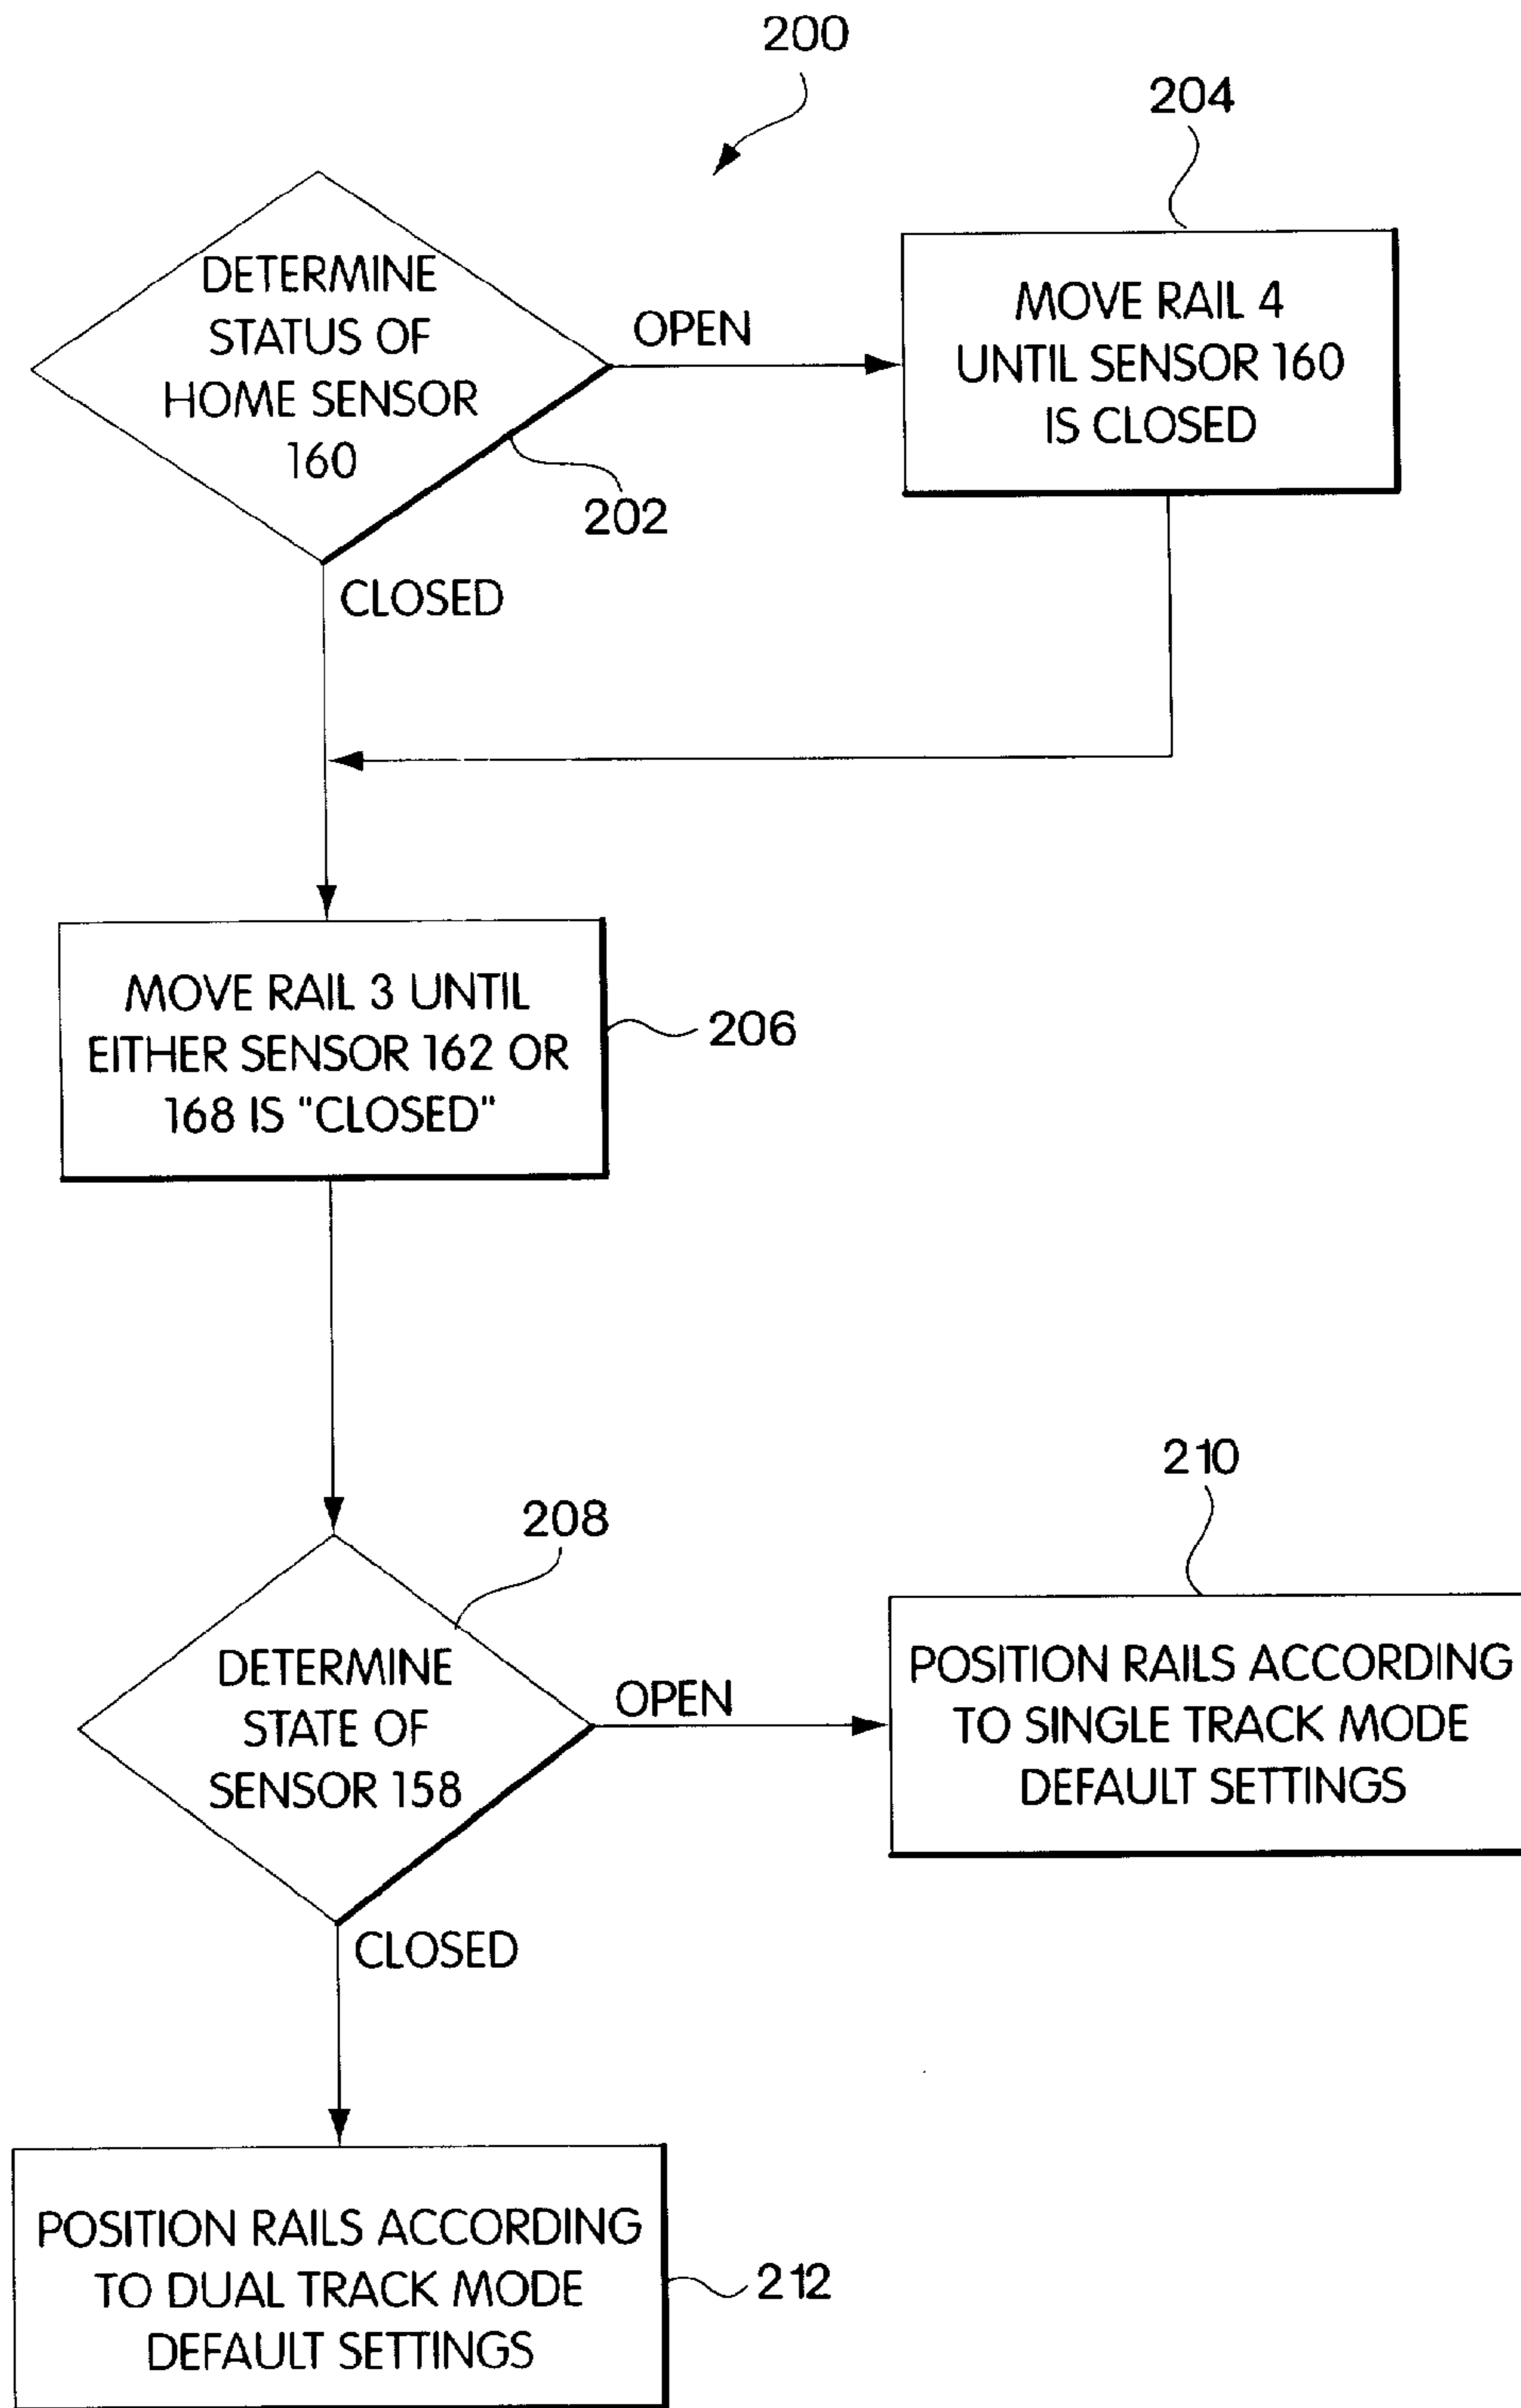 200
204
DETERMINE
STATUS OF
HOME SENSOR
160
OPEN
MOVE RAIL 4
UNTIL SENSOR 160
IS CLOSED
202
CLOSED
MOVE RAIL 3 UNTIL
EITHER SENSOR 162 OR
168 IS "CLOSED"
206
208
210
DETERMINE
STATE OF
SENSOR 158
OPEN
POSITION RAILS ACCORDING
TO SINGLE TRACK MODE
DEFAULT SETTINGS
CLOSED
POSITION RAILS ACCORDING
TO DUAL TRACK MODE
DEFAULT SETTINGS
212